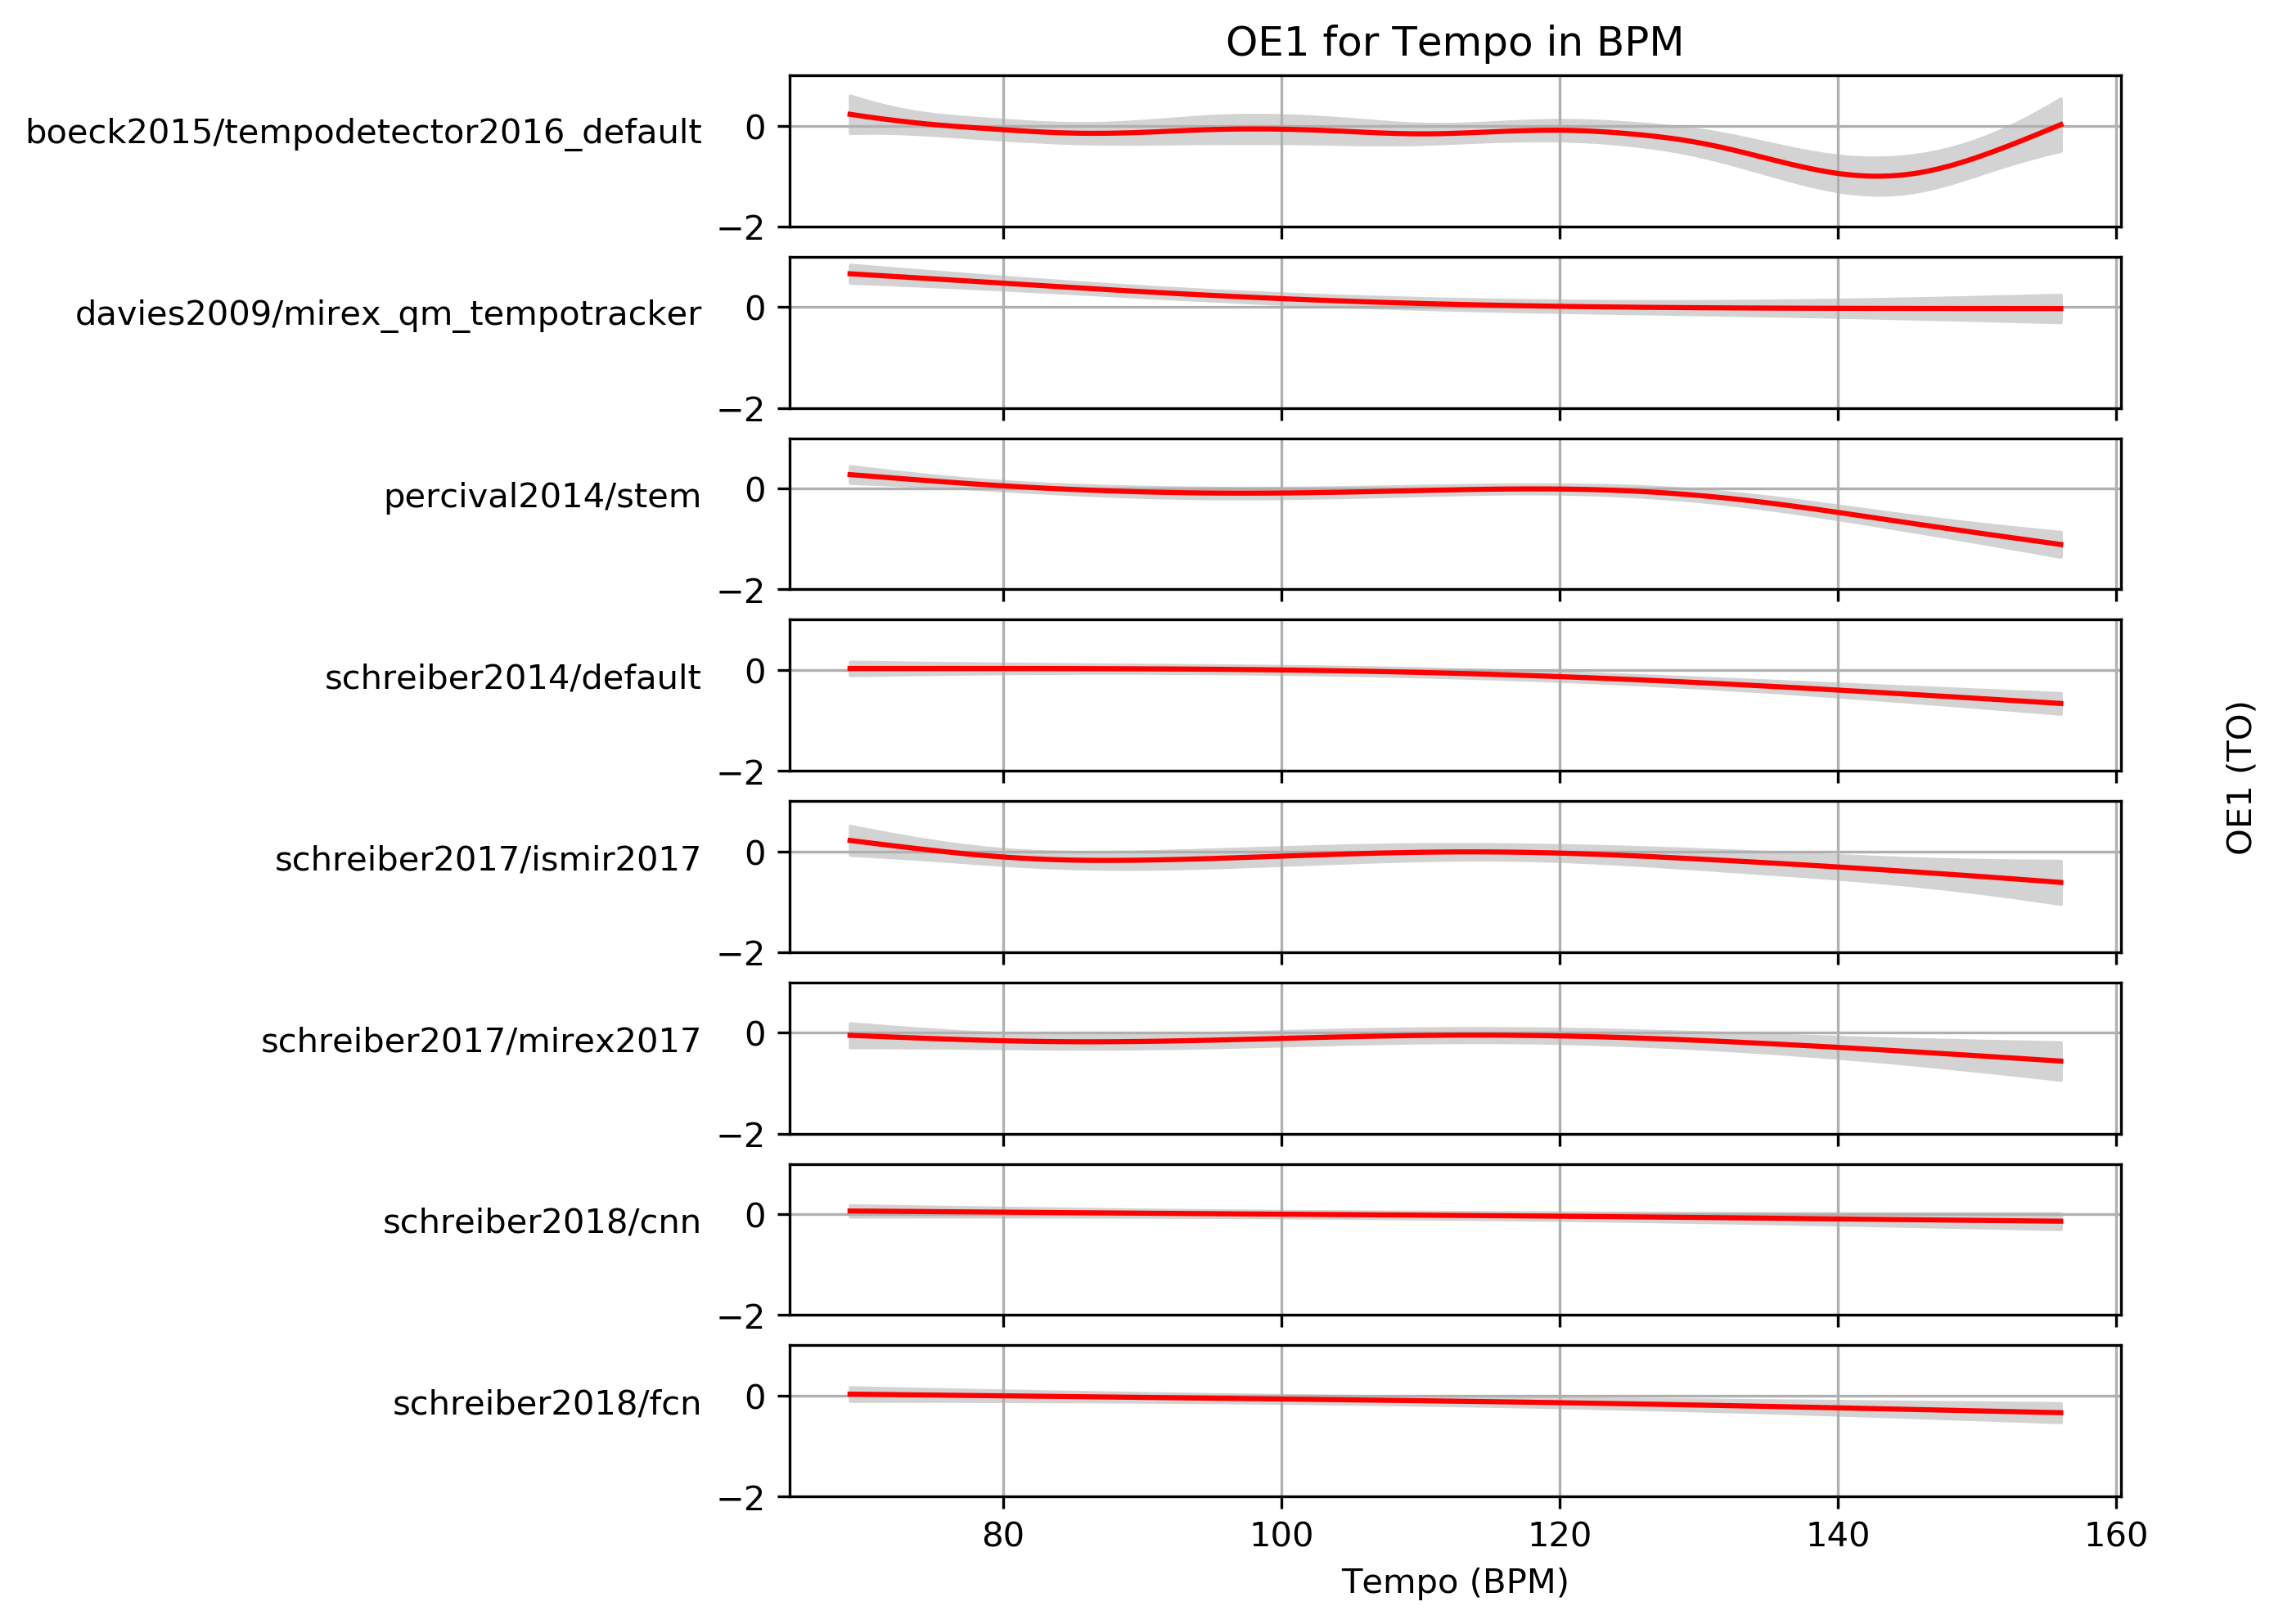 OE1 for Tempo in BPM
boeck2015/tempodetector2016_default
0
−2
davies2009/mirex_qm_tempotracker
0
−2
percival2014/stem
0
−2
schreiber2014/default
0
−2
schreiber2017/ismir2017
0
−2
schreiber2017/mirex2017
0
−2
schreiber2018/cnn
0
−2
schreiber2018/fcn
0
−2
80 100 120 140 160
Tempo (BPM)
OE1 (TO)